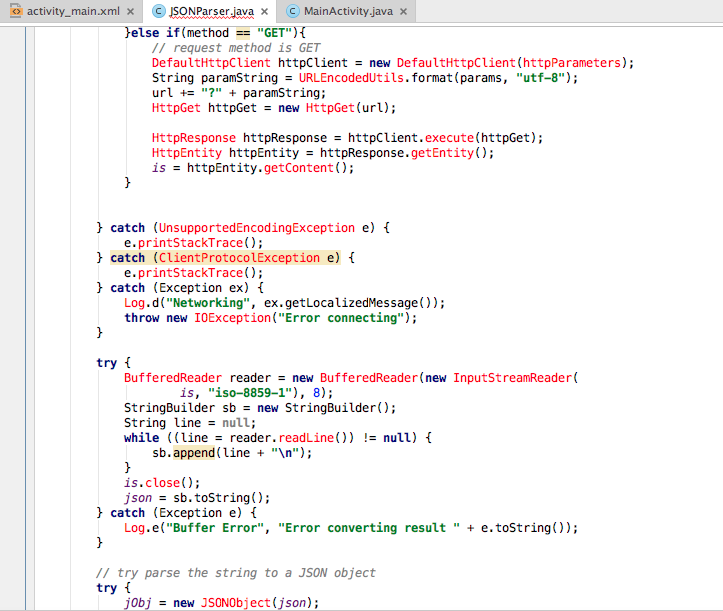 activity_main.xml × JSONParser.java × MainActivity.java ×
}else if(method == "GET"){
// request method is GET
DefaultHttpClient httpClient = new DefaultHttpClient(httpParameters);
String paramString = URLEncodedUtils.format(params, "utf-8");
url += "?" + paramString;
HttpGet httpGet = new HttpGet(url);
HttpResponse httpResponse = httpClient.execute(httpGet);
HttpEntity httpEntity = httpResponse.getEntity();
is = httpEntity.getContent();
}
} catch (UnsupportedEncodingException e) {
e.printStackTrace();
} catch (ClientProtocolException e) {
e.printStackTrace();
} catch (Exception ex) {
Log.d("Networking", ex.getLocalizedMessage());
throw new IOException("Error connecting");
}
try {
BufferedReader reader = new BufferedReader(new InputStreamReader(
is, "iso-8859-1"), 8);
StringBuilder sb = new StringBuilder();
String line = null;
while ((line = reader.readLine()) != null) {
sb.append(line + "\n");
}
is.close();
json = sb.toString();
} catch (Exception e) {
Log.e("Buffer Error", "Error converting result " + e.toString());
}
// try parse the string to a JSON object
try {
jObj = new JSONObject(json);